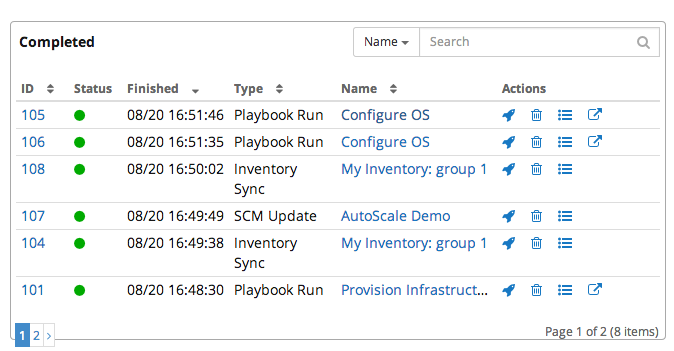 Completed
Name
Search
ID Status Finished Type Name Actions
105 08/20 16:51:46 Playbook Run Configure OS
106 08/20 16:51:35 Playbook Run Configure OS
108 08/20 16:50:02 Inventory My Inventory: group 1
Sync
107 08/20 16:49:49 SCM Update AutoScale Demo
104 08/20 16:49:38 Inventory My Inventory: group 1
Sync
101 08/20 16:48:30 Playbook Run Provision Infrastruct...
1 2 ›
Page 1 of 2 (8 items)